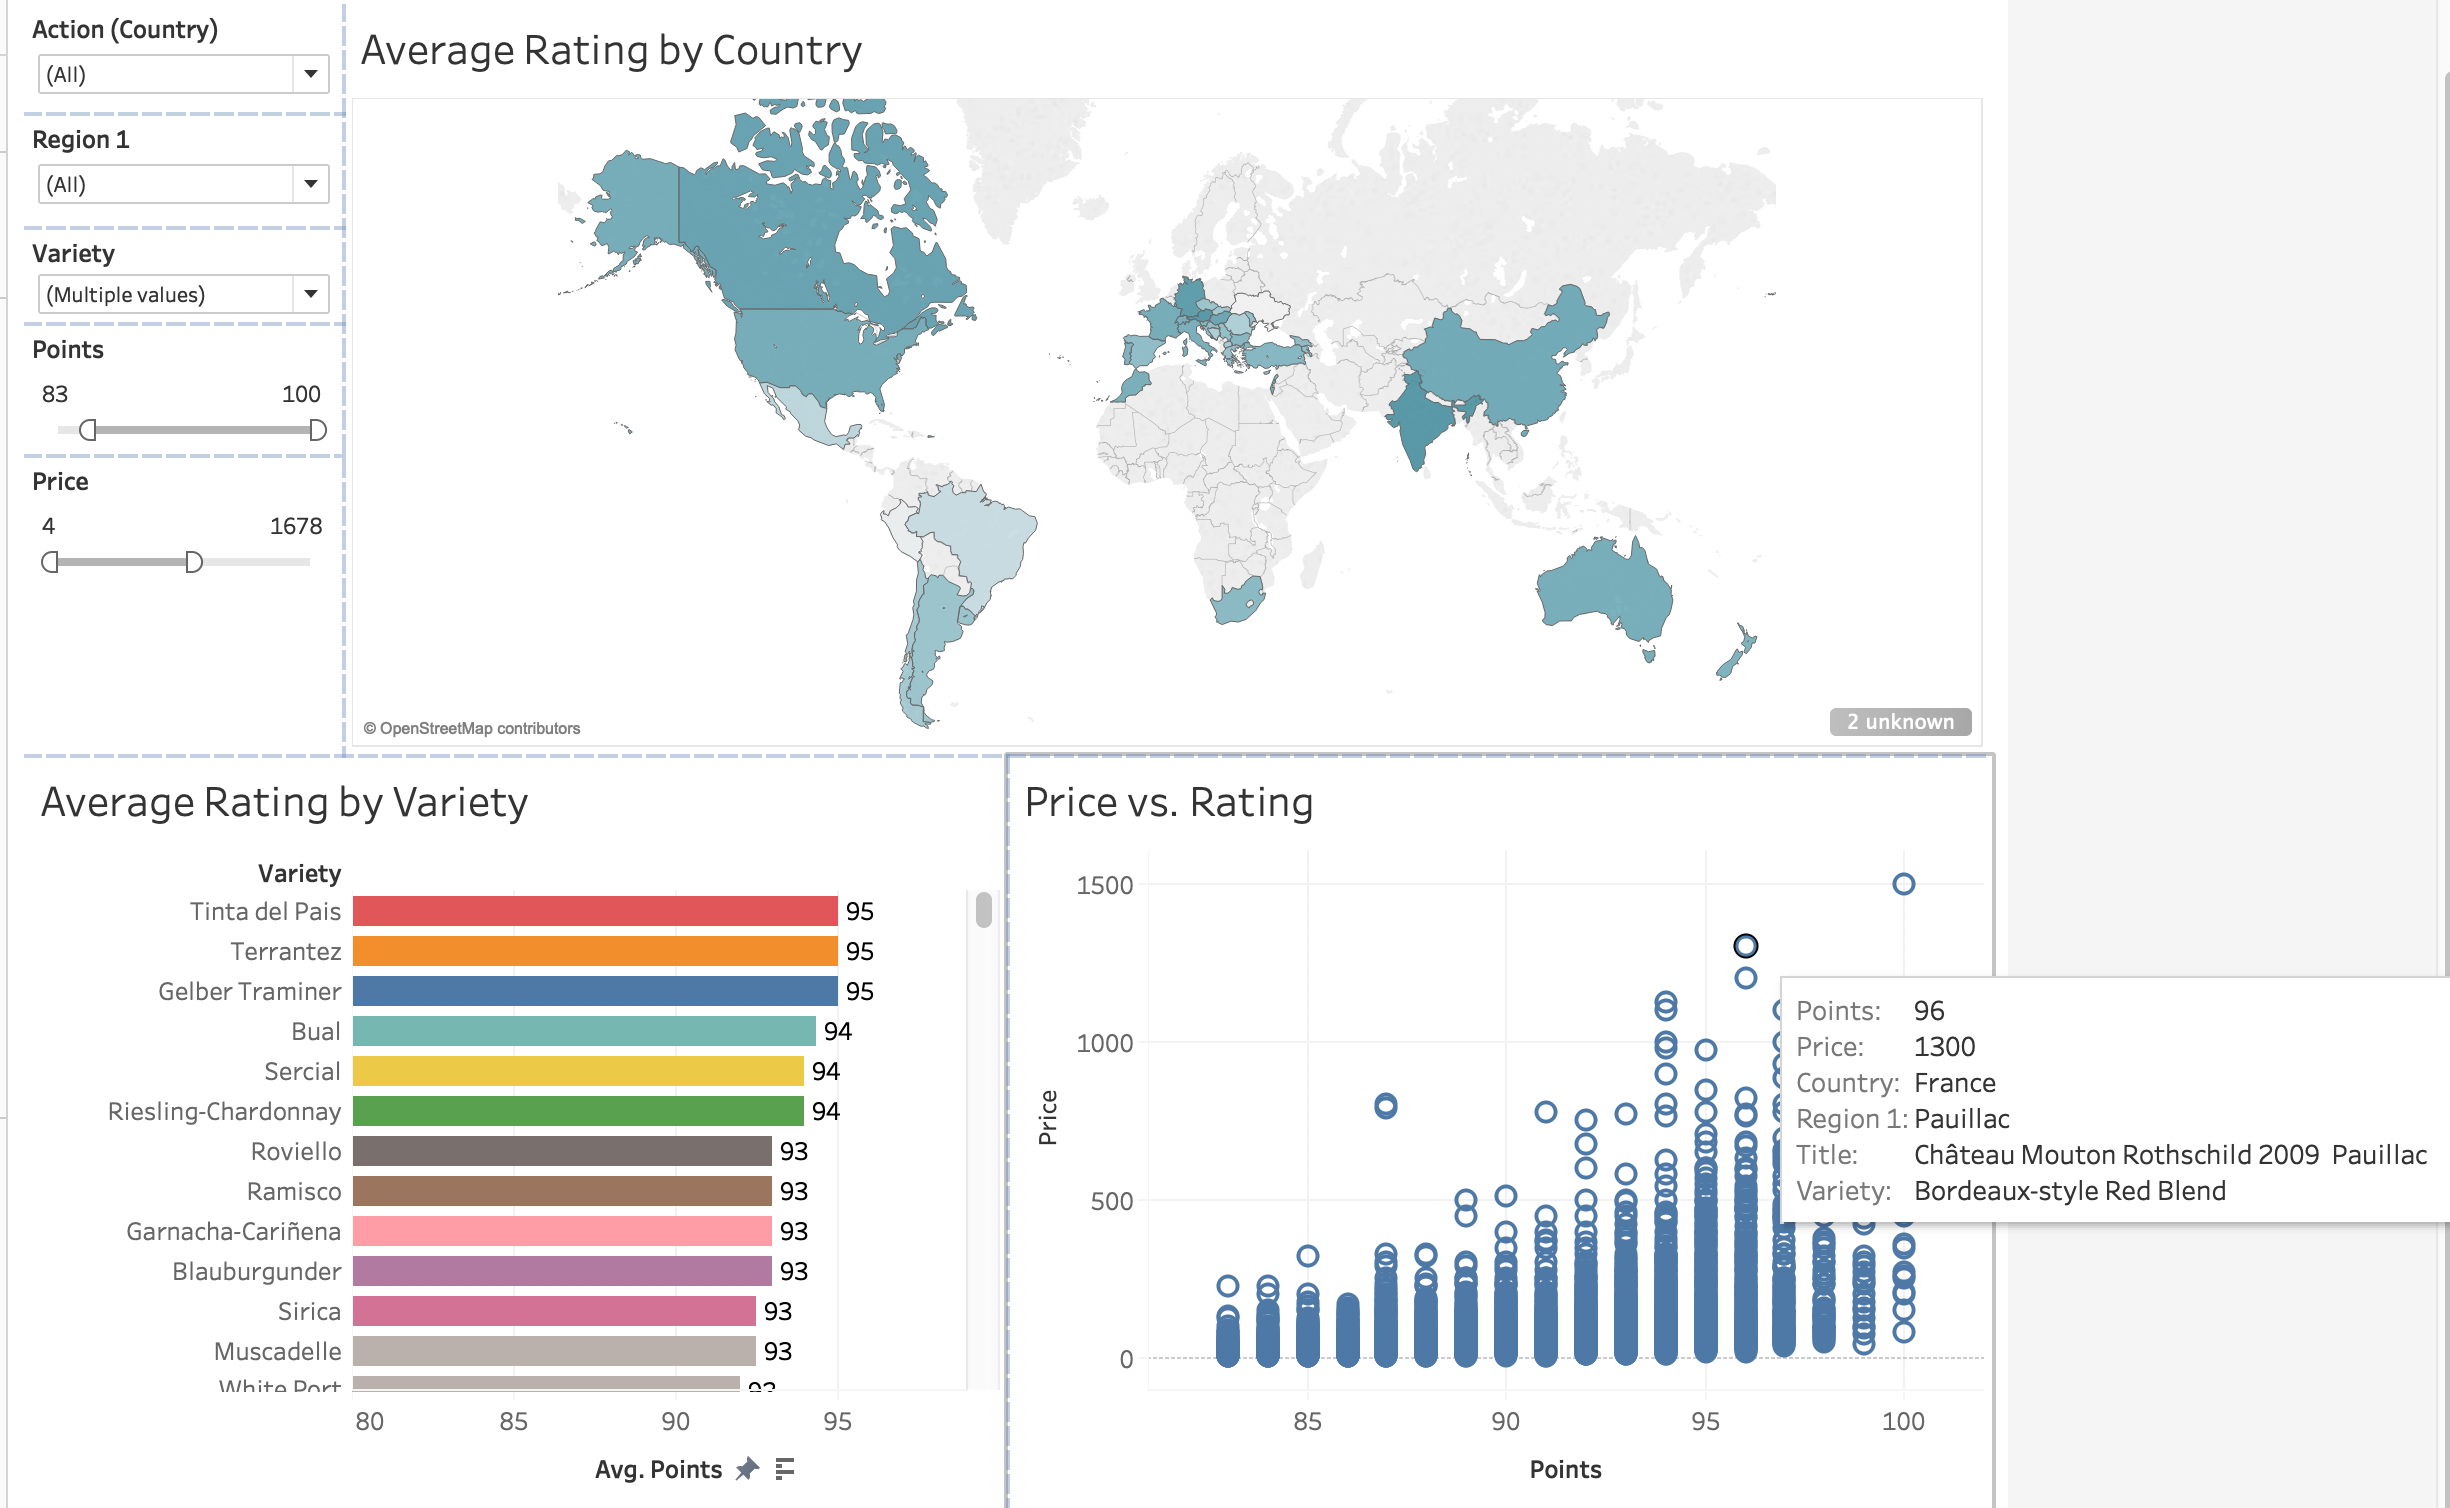 Action (Country)
(All)
Region 1
(All)
Variety
(Multiple values)
Points
83 100
Price
4 1678
Average Rating by Country
© OpenStreetMap contributors
2 unknown
Average Rating by Variety
Variety
Tinta del Pais 95
Terrantez 95
Gelber Traminer 95
Bual 94
Sercial 94
Riesling-Chardonnay 94
Roviello 93
Ramisco 93
Garnacha-Cariñena 93
Blauburgunder 93
Sirica 93
Muscadelle 93
White Port 93
80 85 90 95
Avg. Points
Price vs. Rating
1500
1000
500
0
Price
85 90 95 100
Points
Points: 96
Price: 1300
Country: France
Region 1: Pauillac
Title: Château Mouton Rothschild 2009 Pauillac
Variety: Bordeaux-style Red Blend